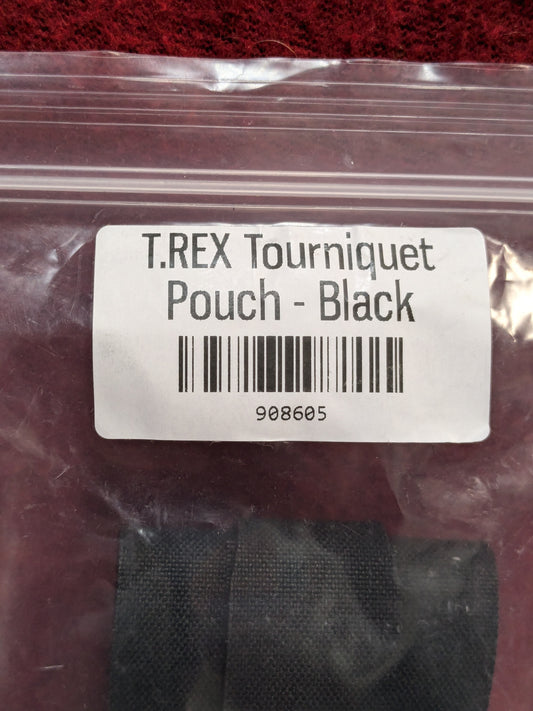 T.REX Tourniquet
Pouch - Black
908605